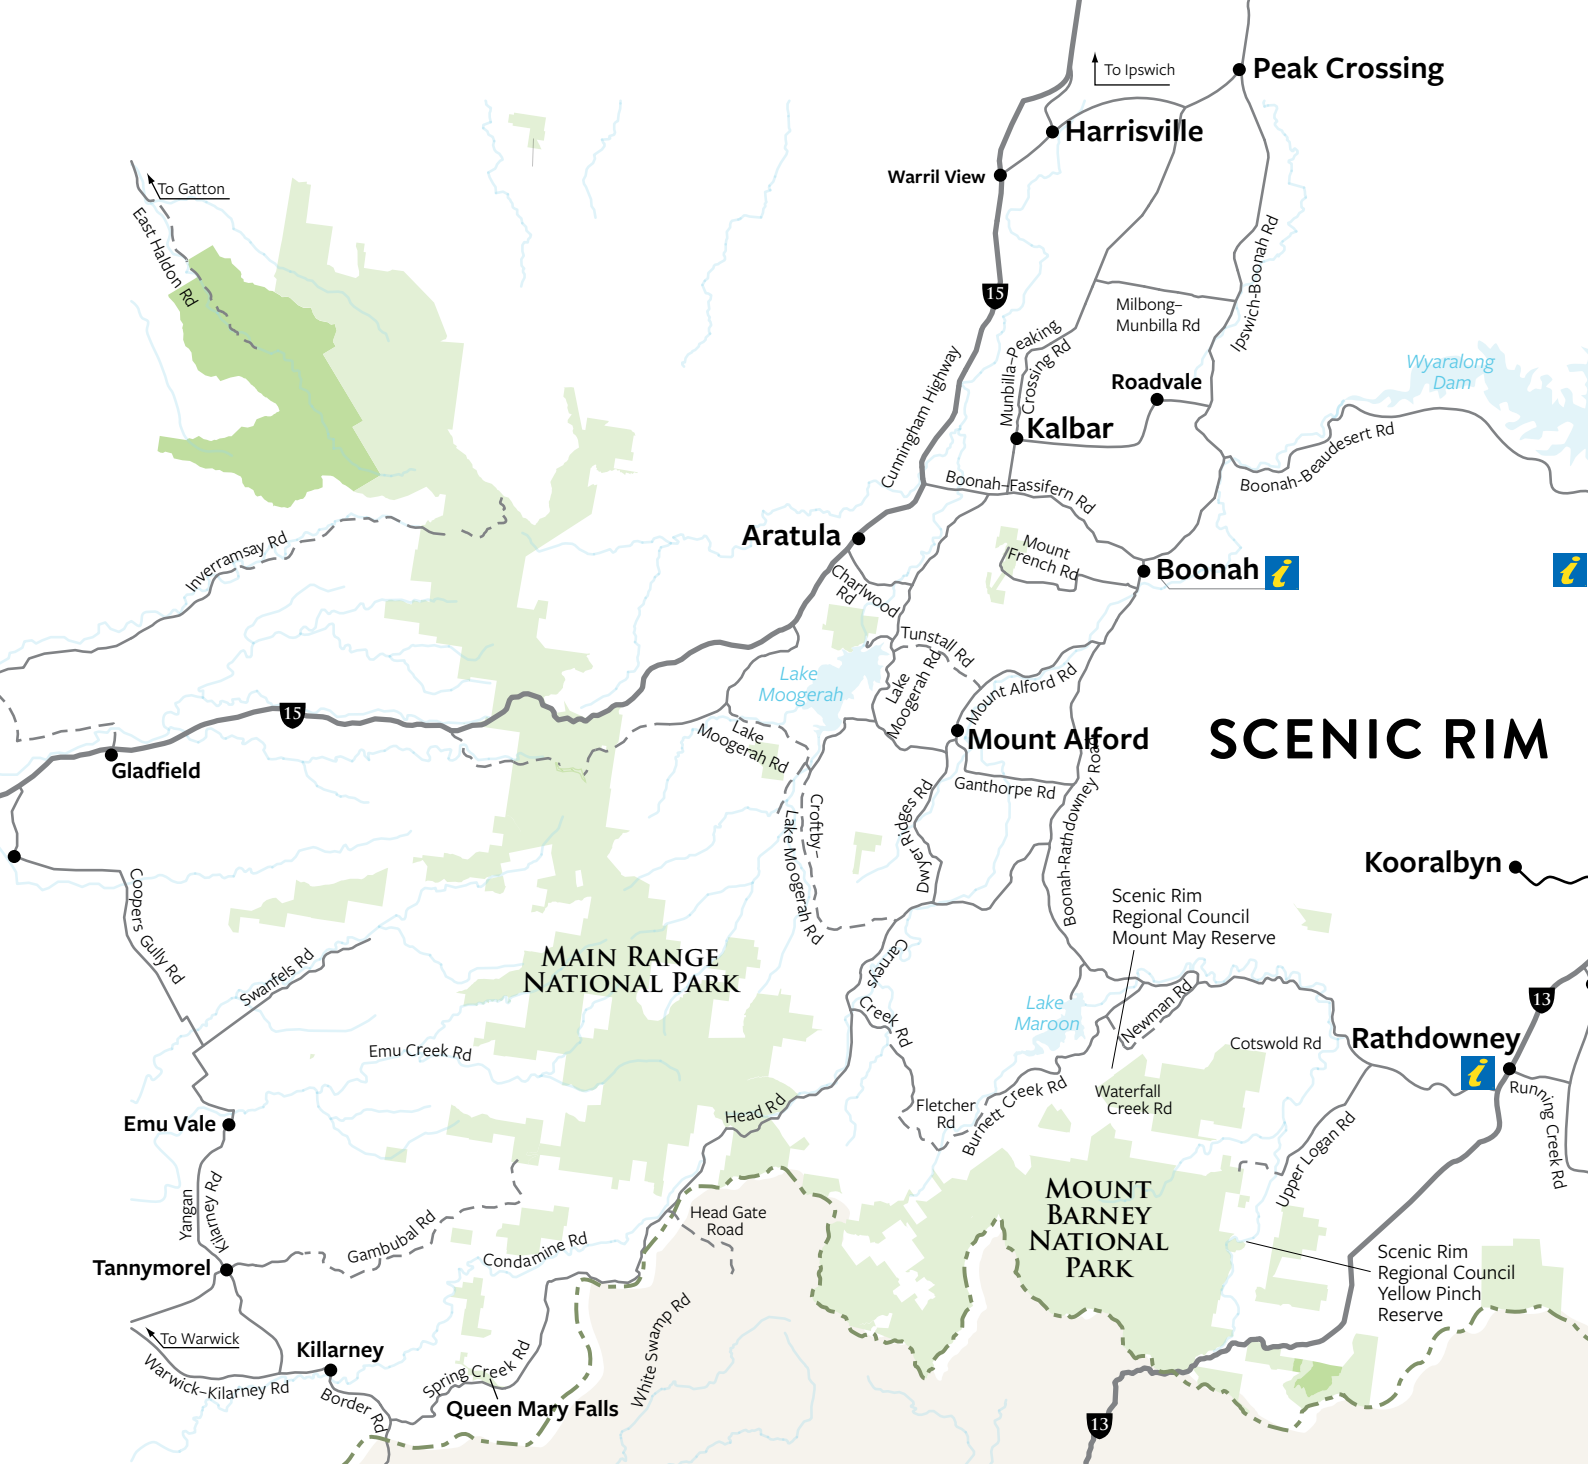 To Ipswich
Peak Crossing
Harrisville
Warril View
To Gatton
East Haldon Rd
15
Ipswich-Boonah Rd
Milbong–
Munbilla Rd
Munbilla–Peaking
Crossing Rd
Cunningham Highway
Roadvale
Wyaralong
Dam
Kalbar
Boonah-Beaudesert Rd
Boonah–Fassifern Rd
Aratula
Inverramsay Rd
Mount
French Rd
Boonah
i
i
Charlwood
Rd
Tunstall Rd
Lake
Moogerah
Lake
Moogerah Rd
Mount Alford Rd
15
Lake
Moogerah Rd
Mount Alford
SCENIC RIM
Gladfield
Ganthorpe Rd
Boonah-Rathdowney Road
Croftby–
Lake Moogerah Rd
Dwyer Ridges Rd
Kooralbyn
Coopers Gully Rd
Scenic Rim
Regional Council
Mount May Reserve
Swanfels Rd
Main Range
National Park
Carneys
Creek Rd
Lake
Maroon
Newman Rd
13
Emu Creek Rd
Cotswold Rd
Rathdowney
i
Waterfall
Creek Rd
Running Creek Rd
Head Rd
Fletcher
Rd
Burnett Creek Rd
Emu Vale
Upper Logan Rd
Yangan
Kilarney Rd
Mount
Barney
National
Park
Head Gate
Road
Gambubal Rd
Condamine Rd
Tannymorel
Scenic Rim
Regional Council
Yellow Pinch
Reserve
To Warwick
Killarney
White Swamp Rd
Warwick–Kilarney Rd
Spring Creek Rd
Border Rd
Queen Mary Falls
13